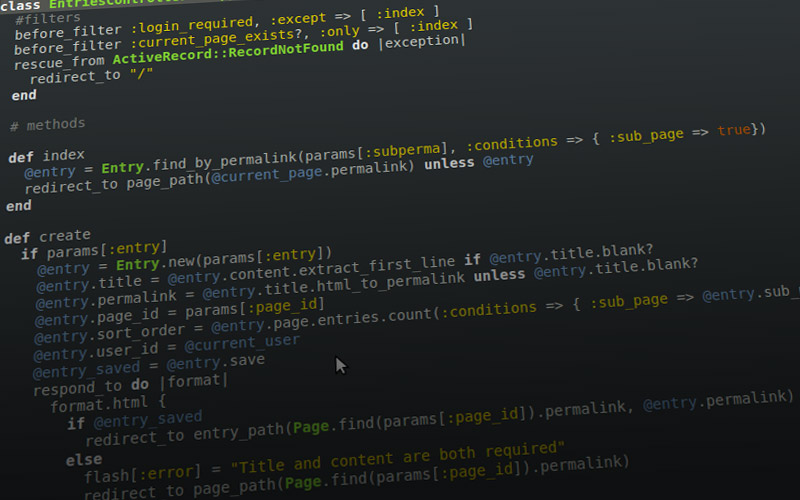 class
#filters
before_filter :login_required, :except => [ :index ]
before_filter :current_page_exists?, :only => [ :index ]
rescue_from ActiveRecord::RecordNotFound do |exception|
redirect_to "/"
end
# methods
def index
@entry = Entry.find_by_permalink(params[:subperma], :conditions => { :sub_page => true})
redirect_to page_path(@current_page.permalink) unless @entry
end
def create
if params[:entry]
@entry = Entry.new(params[:entry])
@entry.title = @entry.content.extract_first_line if @entry.title.blank?
@entry.permalink = @entry.title.html_to_permalink unless @entry.title.blank?
@entry.page_id = params[:page_id]
@entry.sort_order = @entry.page.entries.count(:conditions => { :sub_page => @entry.sub_
@entry.user_id = @current_user
@entry_saved = @entry.save
respond_to do |format|
format.html {
if @entry_saved
redirect_to entry_path(Page.find(params[:page_id]).permalink, @entry.permalink)
else
flash[:error] = "Title and content are both required"
redirect_to page_path(Page.find(params[:page_id]).permalink)